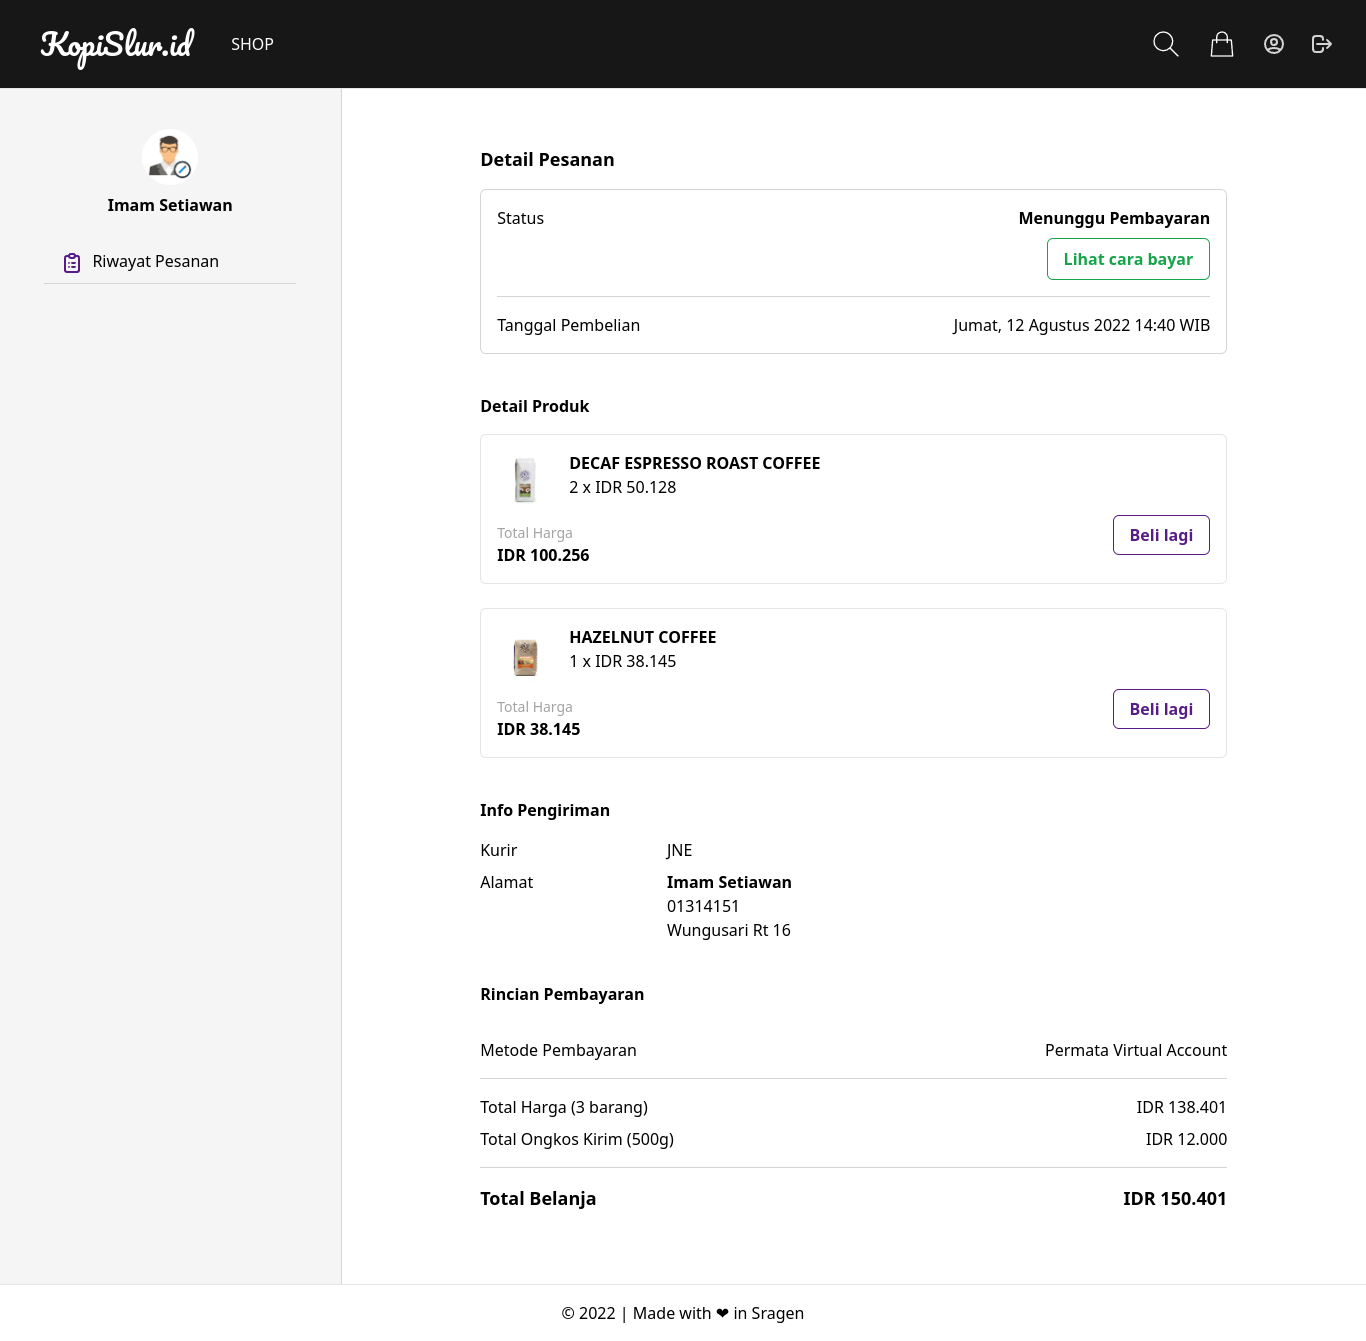 KopiSlur.id SHOP
Imam Setiawan
Riwayat Pesanan
Detail Pesanan
Status Menunggu Pembayaran
Lihat cara bayar
Tanggal Pembelian Jumat, 12 Agustus 2022 14:40 WIB
Detail Produk
DECAF ESPRESSO ROAST COFFEE
2 x IDR 50.128
Total Harga
IDR 100.256
Beli lagi
HAZELNUT COFFEE
1 x IDR 38.145
Total Harga
IDR 38.145
Beli lagi
Info Pengiriman
Kurir JNE
Alamat Imam Setiawan
01314151
Wungusari Rt 16
Rincian Pembayaran
Metode Pembayaran Permata Virtual Account
Total Harga (3 barang) IDR 138.401
Total Ongkos Kirim (500g) IDR 12.000
Total Belanja IDR 150.401
© 2022 | Made with ❤ in Sragen